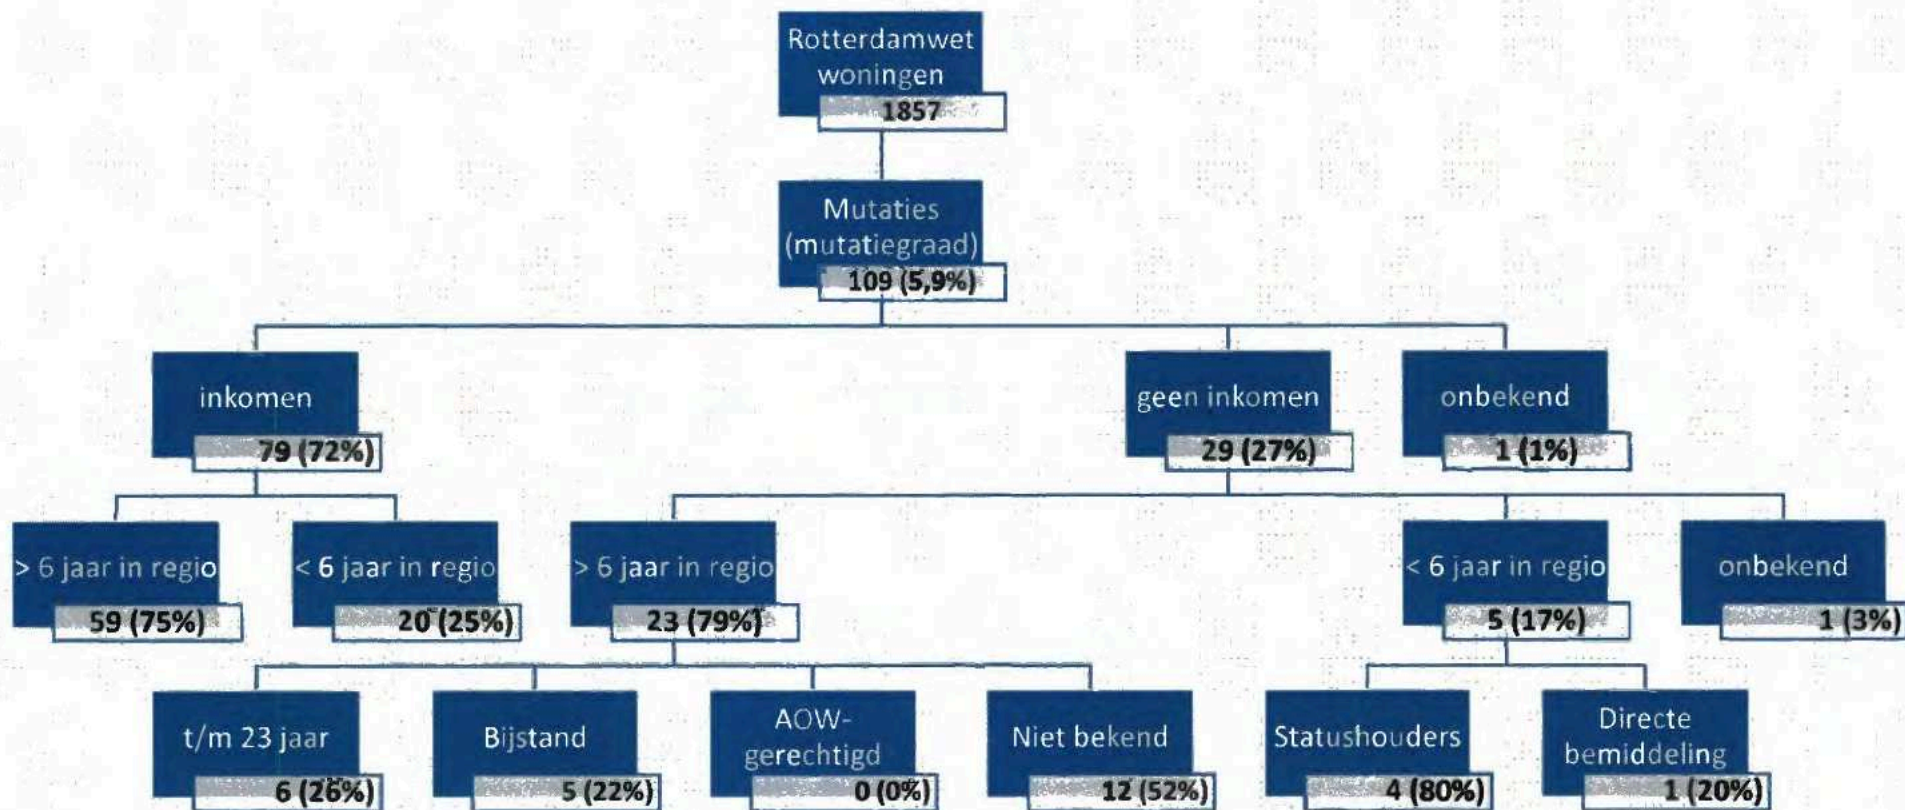 Rotterdamwet
woningen
1857
Mutaties
(mutatiegraad)
109 (5,9%)
inkomen
79 (72%)
geen inkomen
29 (27%)
onbekend
1 (1%)
> 6 jaar in regio
59 (75%)
< 6 jaar in regio
20 (25%)
> 6 jaar in regio
23 (79%)
< 6 jaar in regio
5 (17%)
onbekend
1 (3%)
t/m 23 jaar
6 (26%)
Bijstand
5 (22%)
AOW-
gerechtigd
0 (0%)
Niet bekend
12 (52%)
Statushouders
4 (80%)
Directe
bemiddeling
1 (20%)